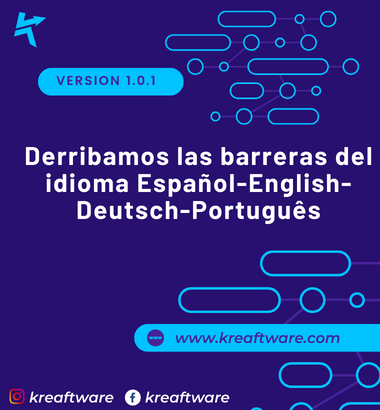 VERSION 1.0.1
Derribamos las barreras del
idioma Español-English-
Deutsch-Português
www
www.kreaftware.com
kreaftware kreaftware